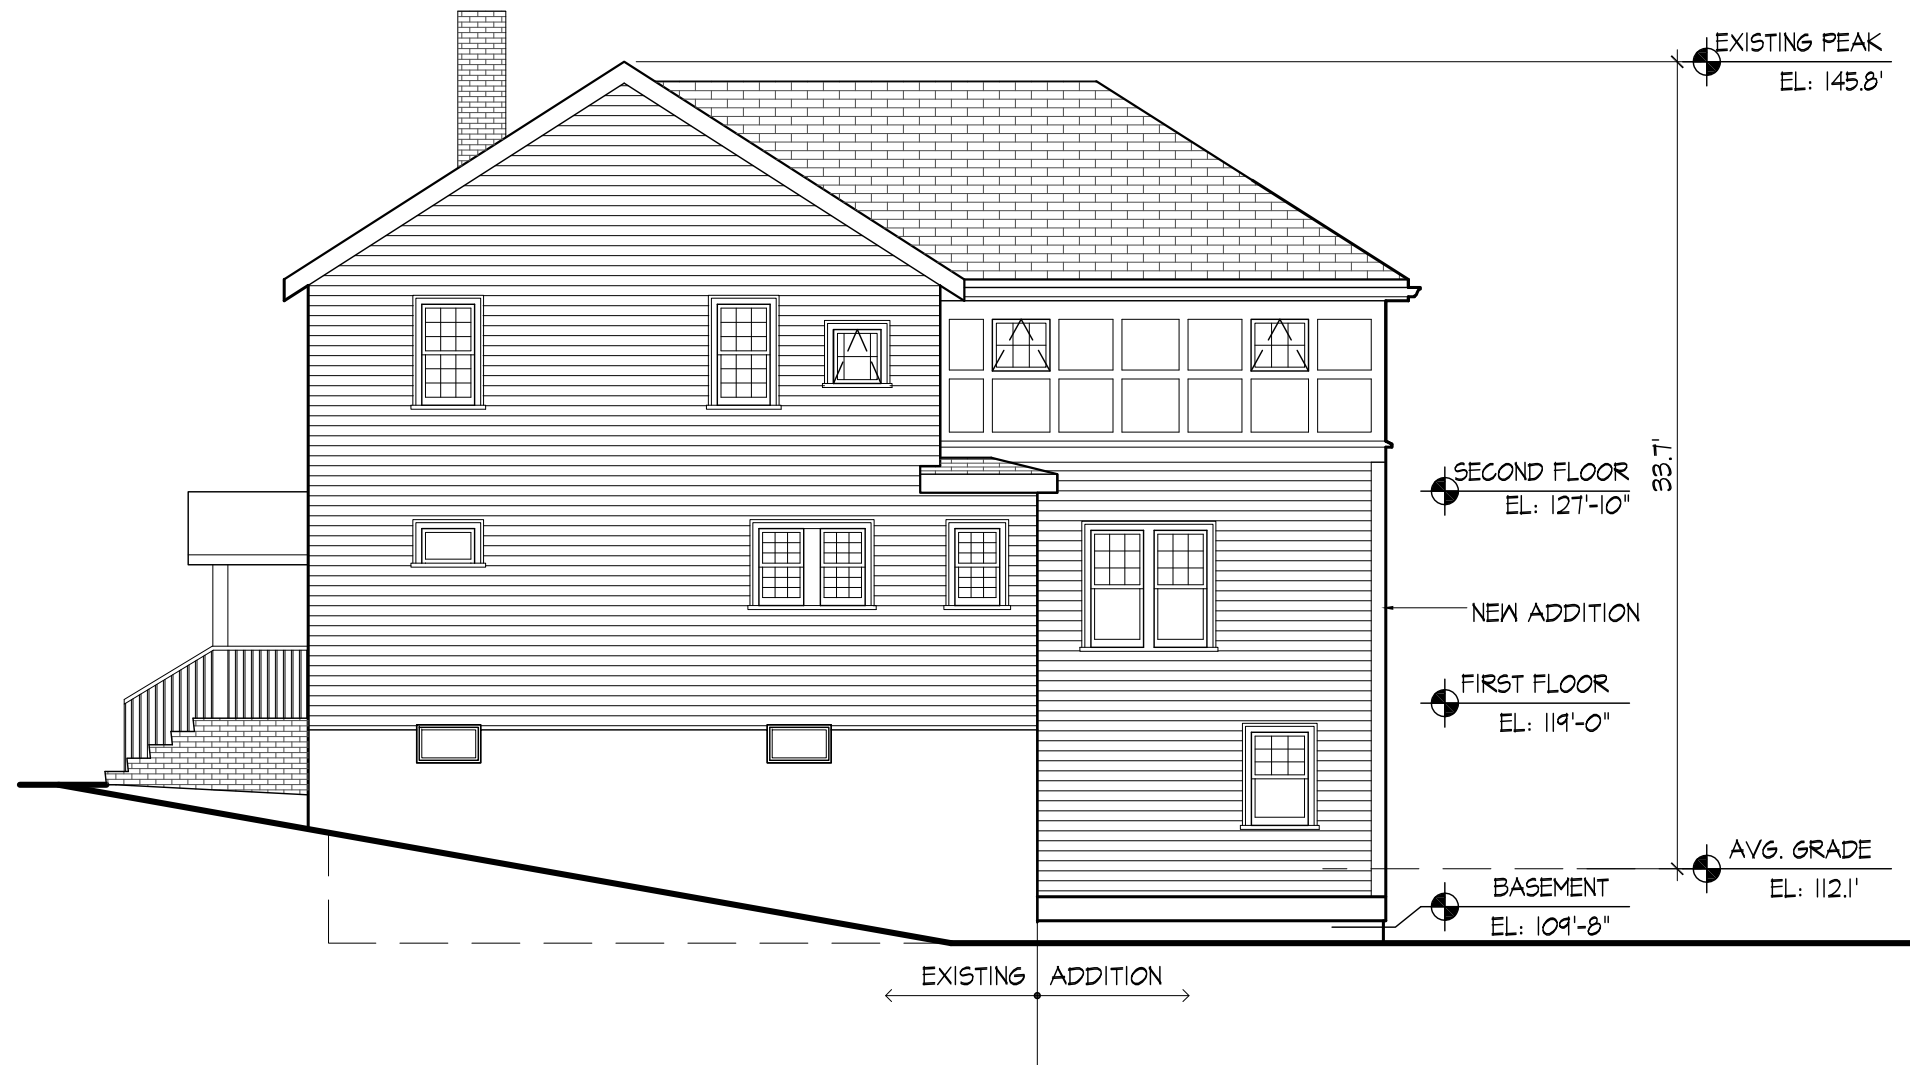 EXISTING PEAK
EL: 145.8'
33.7'
SECOND FLOOR
EL: 127'-10"
NEW ADDITION
FIRST FLOOR
EL: 119'-0"
AVG. GRADE
EL: 112.1'
BASEMENT
EL: 109'-8"
EXISTING ADDITION